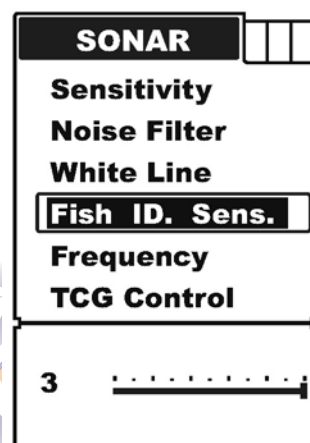 SONAR
Sensitivity
Noise Filter
White Line
Fish ID. Sens.
Frequency
TCG Control
3